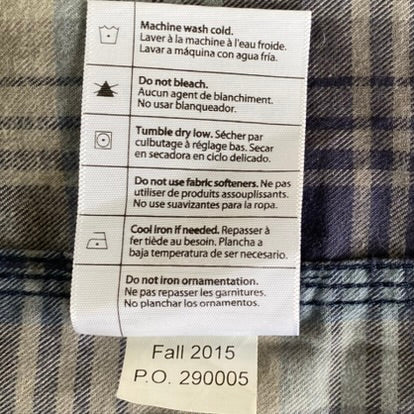 Machine wash cold.
Laver à la machine à l'eau froide.
Lavar a máquina con agua fría.
Do not bleach.
Aucun agent de blanchiment.
No usar blanqueador.
Tumble dry low. Sécher par
culbutage à réglage bas. Secar
en secadora en ciclo delicado.
Do not use fabric softeners. Ne pas
utiliser de produits assouplissants.
No use suavizantes para la ropa.
Cool iron if needed. Repasser à
fer tiède au besoin. Plancha a
baja temperatura de ser necesario.
Do not iron ornamentation.
Ne pas repasser les garnitures.
No planchar los ornamentos.
Fall 2015
P.O. 290005